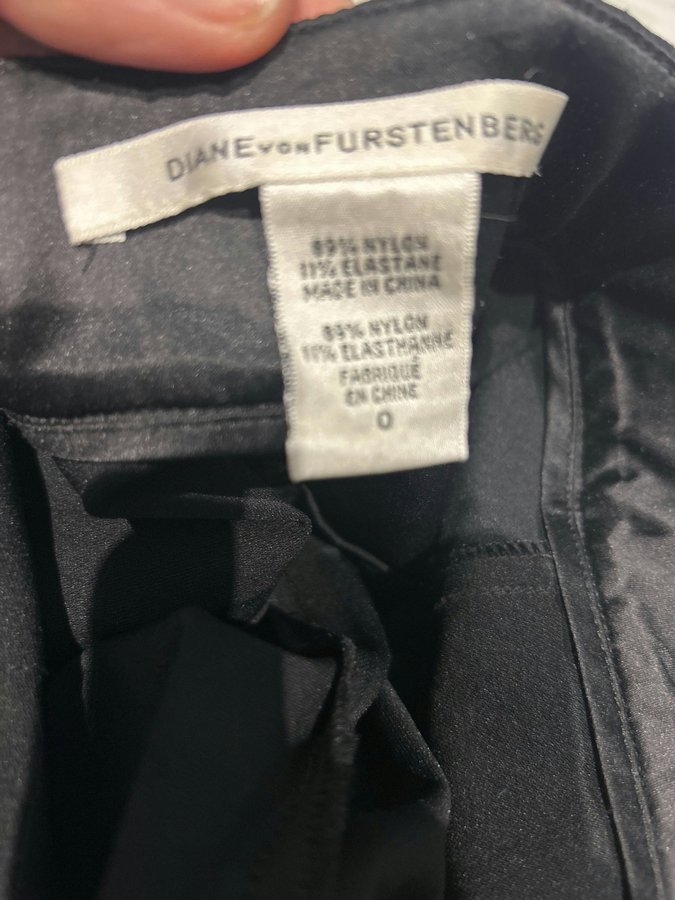 DIANE VON FURSTENBERG
89% NYLON
11% ELASTANE
MADE IN CHINA
89% NYLON
11% ELASTHANNE
FABRIQUÉ
EN CHINE
0